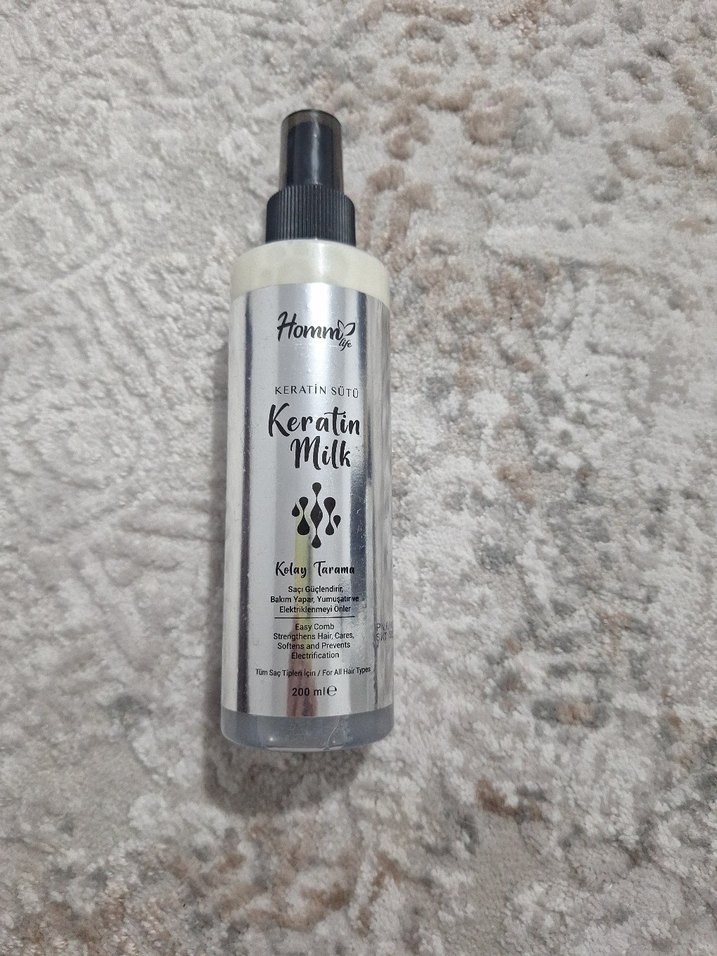 Homm
life
KERATİN SÜTÜ
Keratin
Milk
Kolay Tarama
Saçı Güçlendirir,
Bakım Yapar, Yumuşatır ve
Elektriklenmeyi Önler
Easy Comb
Strengthens Hair, Cares,
Softens and Prevents
Electrification
Tüm Saç Tipleri İçin / For All Hair Types
200 ml℮